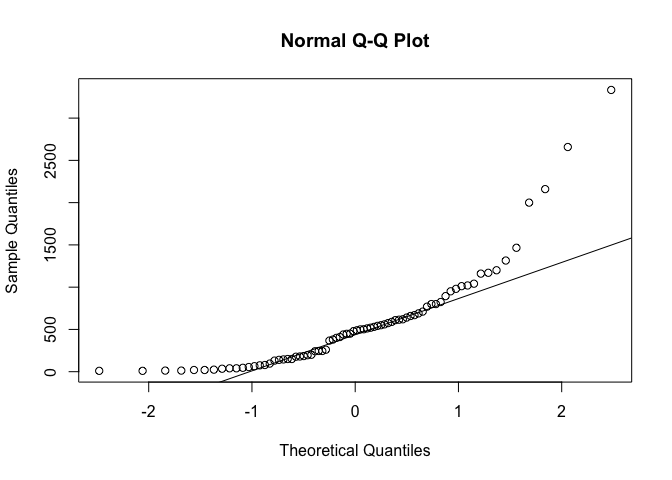 Normal Q-Q Plot
Sample Quantiles
2500
1500
500
0
-2 -1 0 1 2
Theoretical Quantiles